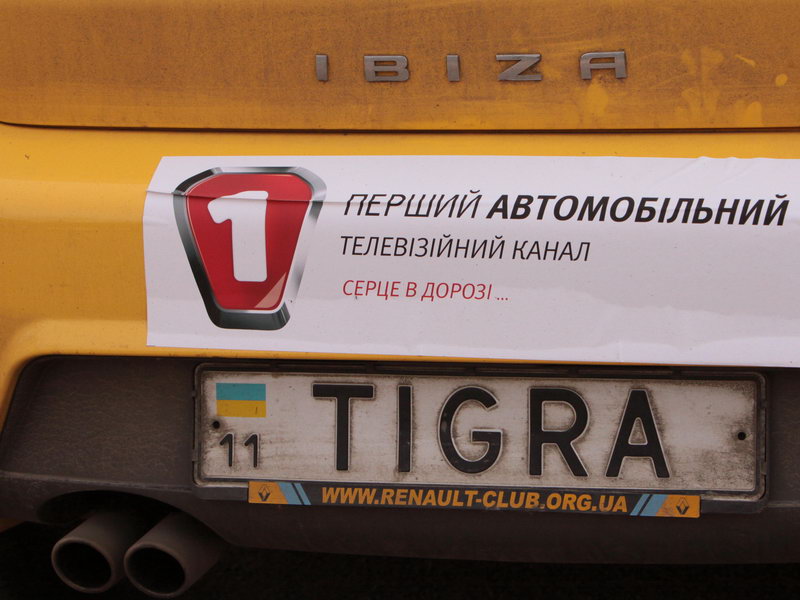 IBIZA
1
ПЕРШИЙ АВТОМОБІЛЬНИЙ
ТЕЛЕВІЗІЙНИЙ КАНАЛ
СЕРЦЕ В ДОРОЗІ ...
11 TIGRA
WWW.RENAULT-CLUB.ORG.UA